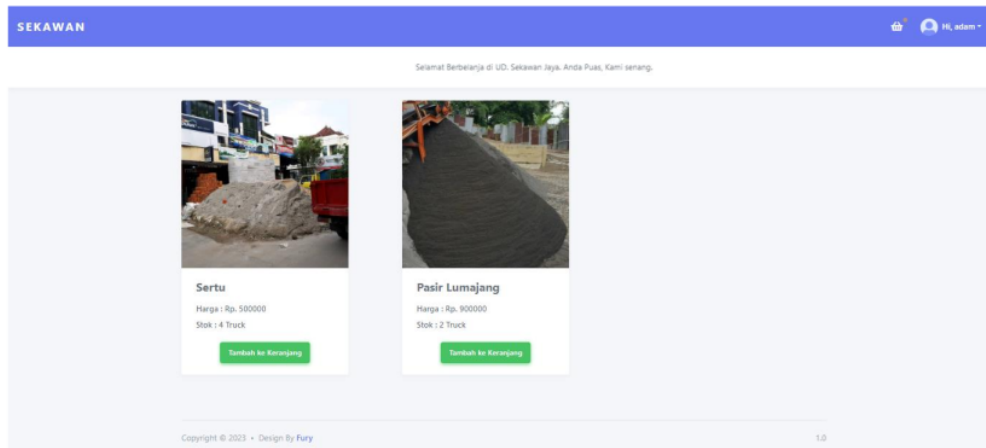 SEKAWAN
Hi, adam
Selamat Berbelanja di UD. Sekawan Jaya. Anda Puas, Kami senang.
Sertu
Harga : Rp. 500000
Stok : 4 Truck
Tambah ke Keranjang
Pasir Lumajang
Harga : Rp. 900000
Stok : 2 Truck
Tambah ke Keranjang
Copyright © 2023 • Design By Fury
1.0